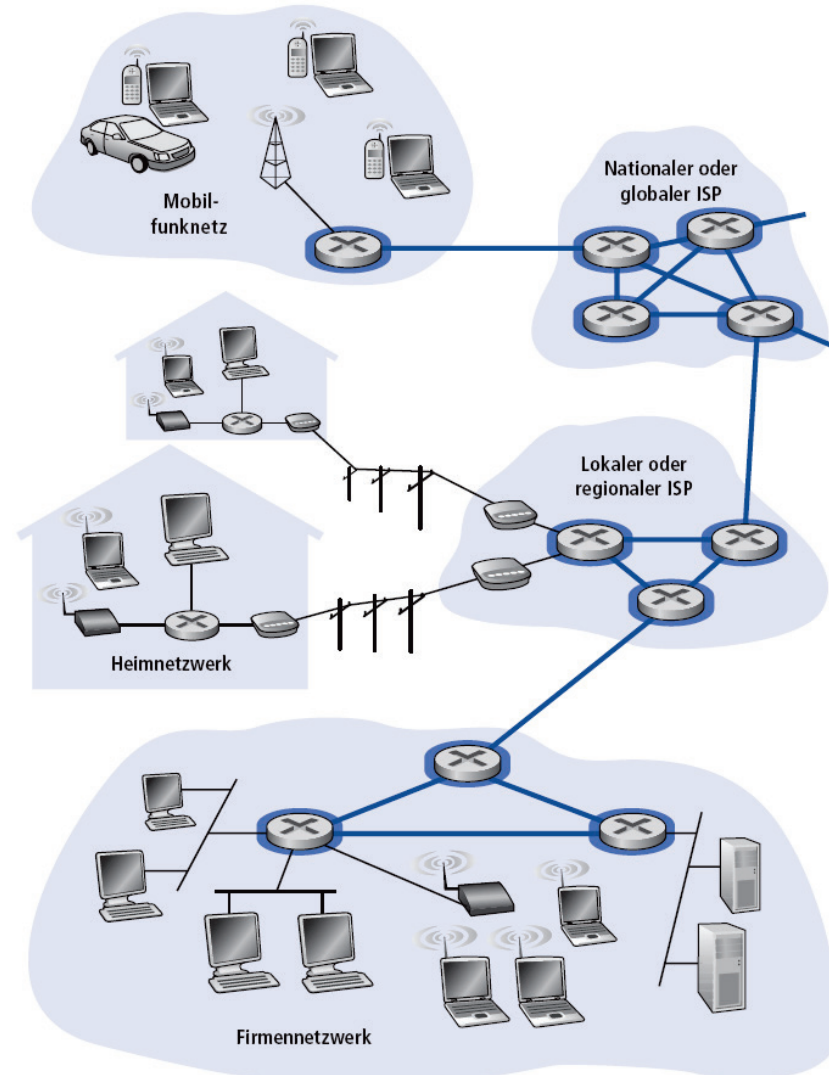 Mobil-
funknetz
Nationaler oder
globaler ISP
Lokaler oder
regionaler ISP
Heimnetzwerk
Firmennetzwerk